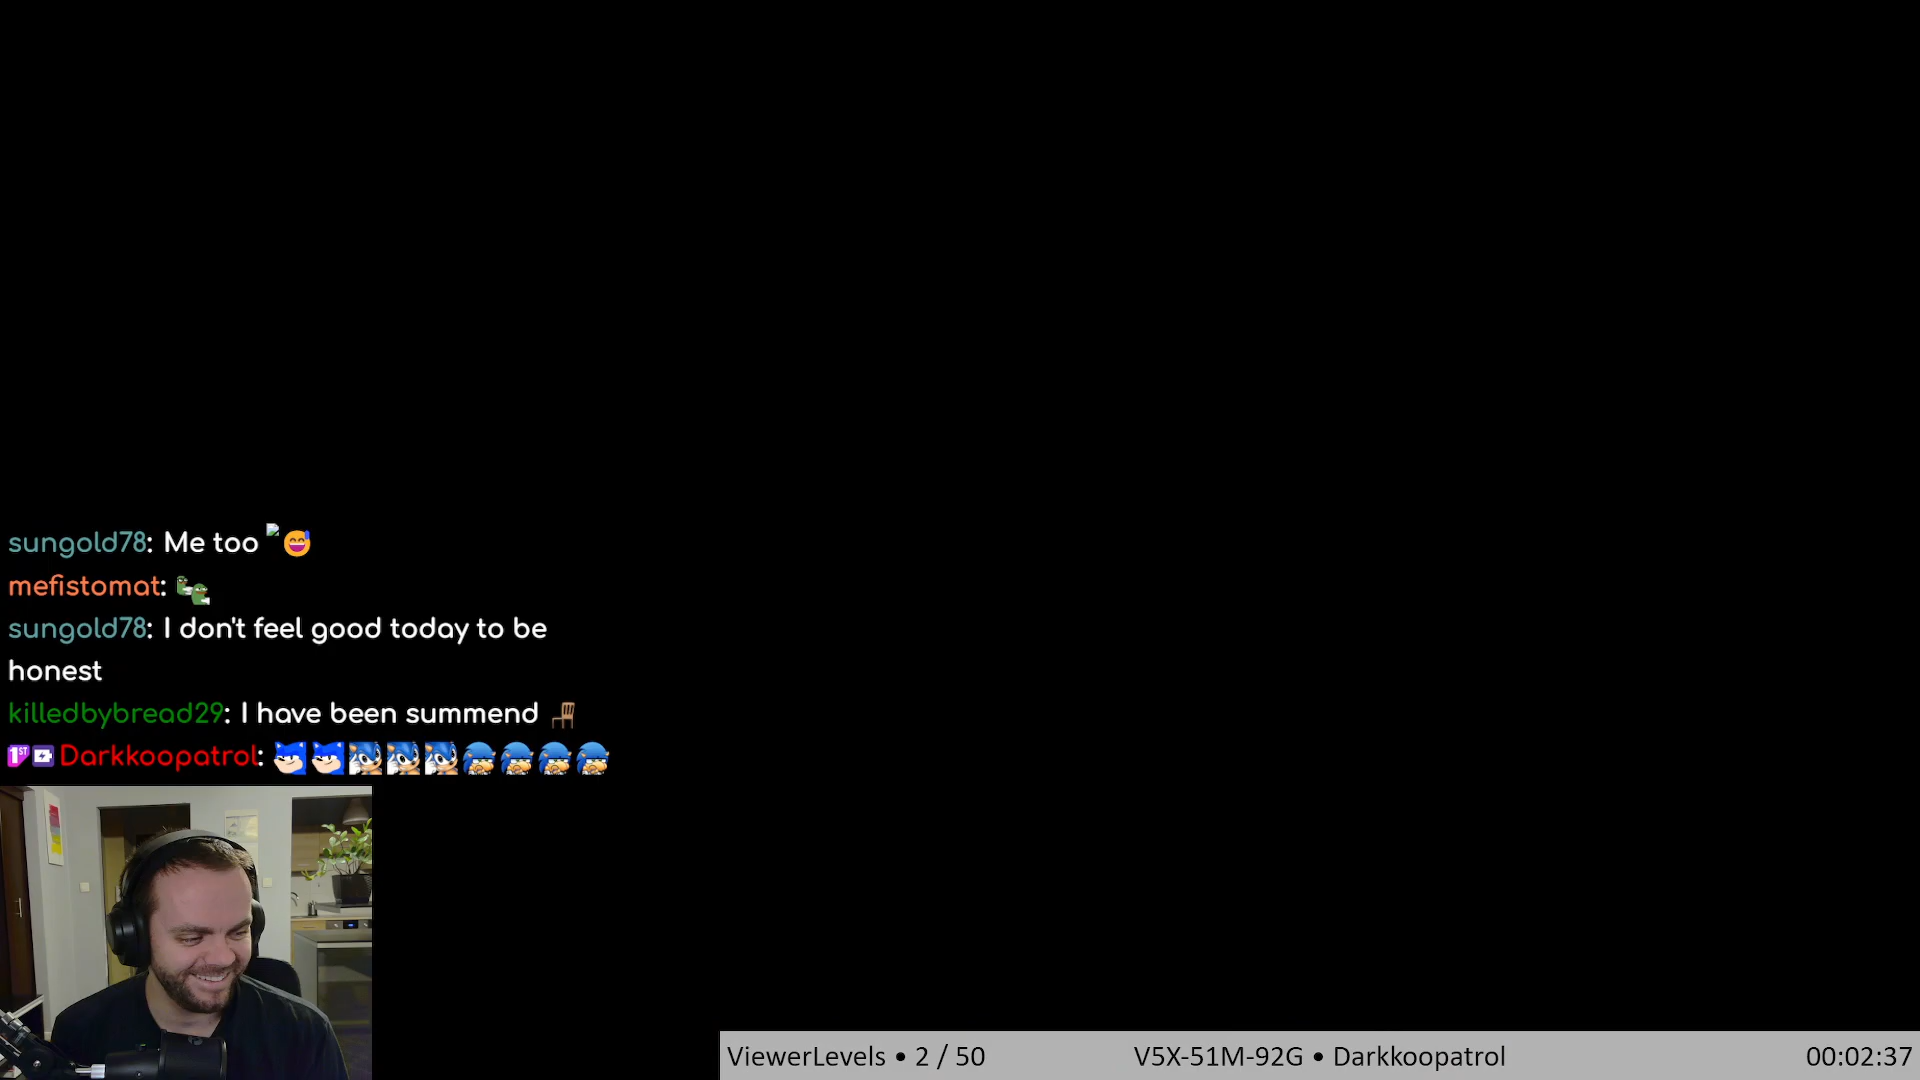 sungold78: Me too 😅
mefistomat:
sungold78: I don't feel good today to be
honest
killedbybread29: I have been summend 🪑
1ST Darkkoopatrol:
ViewerLevels • 2 / 50 V5X-51M-92G • Darkkoopatrol 00:02:37